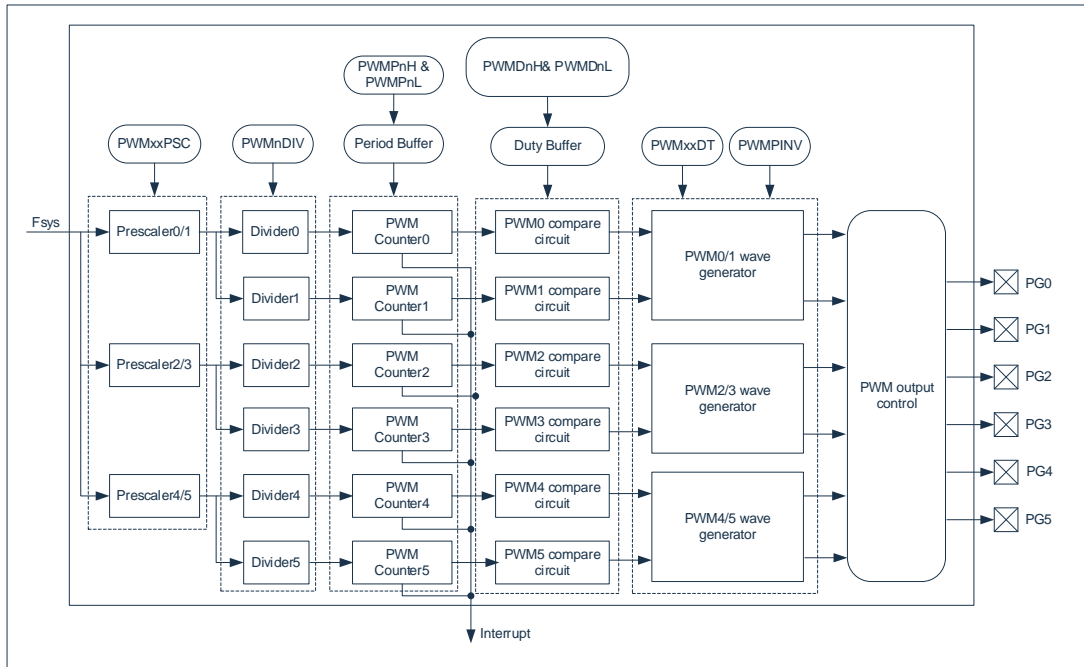 PWMPnH &
PWMPnL
PWMDnH& PWMDnL
PWMxxPSC
PWMnDIV
Period Buffer
Duty Buffer
PWMxxDT
PWMPINV
Fsys
Prescaler0/1
Divider0
PWM
Counter0
PWM0 compare
circuit
PWM0/1 wave
generator
Divider1
PWM
Counter1
PWM1 compare
circuit
Prescaler2/3
Divider2
PWM
Counter2
PWM2 compare
circuit
PWM2/3 wave
generator
Divider3
PWM
Counter3
PWM3 compare
circuit
Prescaler4/5
Divider4
PWM
Counter4
PWM4 compare
circuit
PWM4/5 wave
generator
Divider5
PWM
Counter5
PWM5 compare
circuit
PWM output
control
PG0
PG1
PG2
PG3
PG4
PG5
Interrupt